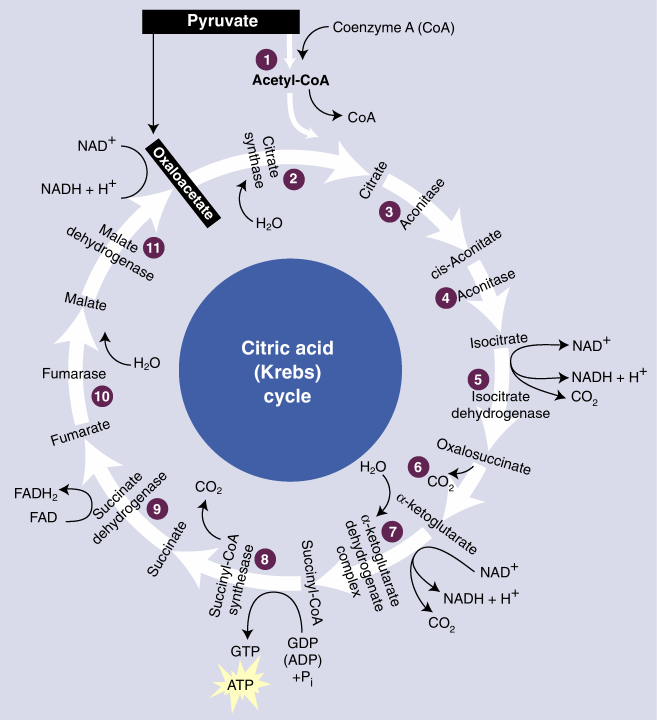 Pyruvate
Coenzyme A (CoA)
1
Acetyl-CoA
CoA
NAD+
NADH + H+
Oxaloacetate
Citrate
synthase
2
H2O
Citrate
3
Aconitase
cis-Aconitate
4
Aconitase
Isocitrate
NAD+
NADH + H+
CO2
5
Isocitrate
dehydrogenase
Oxalosuccinate
6
CO2
α-ketoglutarate
H2O
7
α-ketoglutarate
dehydrogenate
complex
NAD+
NADH + H+
CO2
Succinyl-CoA
8
Succinyl-CoA
synthesase
CO2
GTP
GDP
(ADP)
+Pi
ATP
Succinate
9
Succinate
dehydrogenase
FADH2
FAD
Fumarate
10
Fumarase
H2O
Malate
11
Malate
dehydrogenase
Citric acid
(Krebs)
cycle